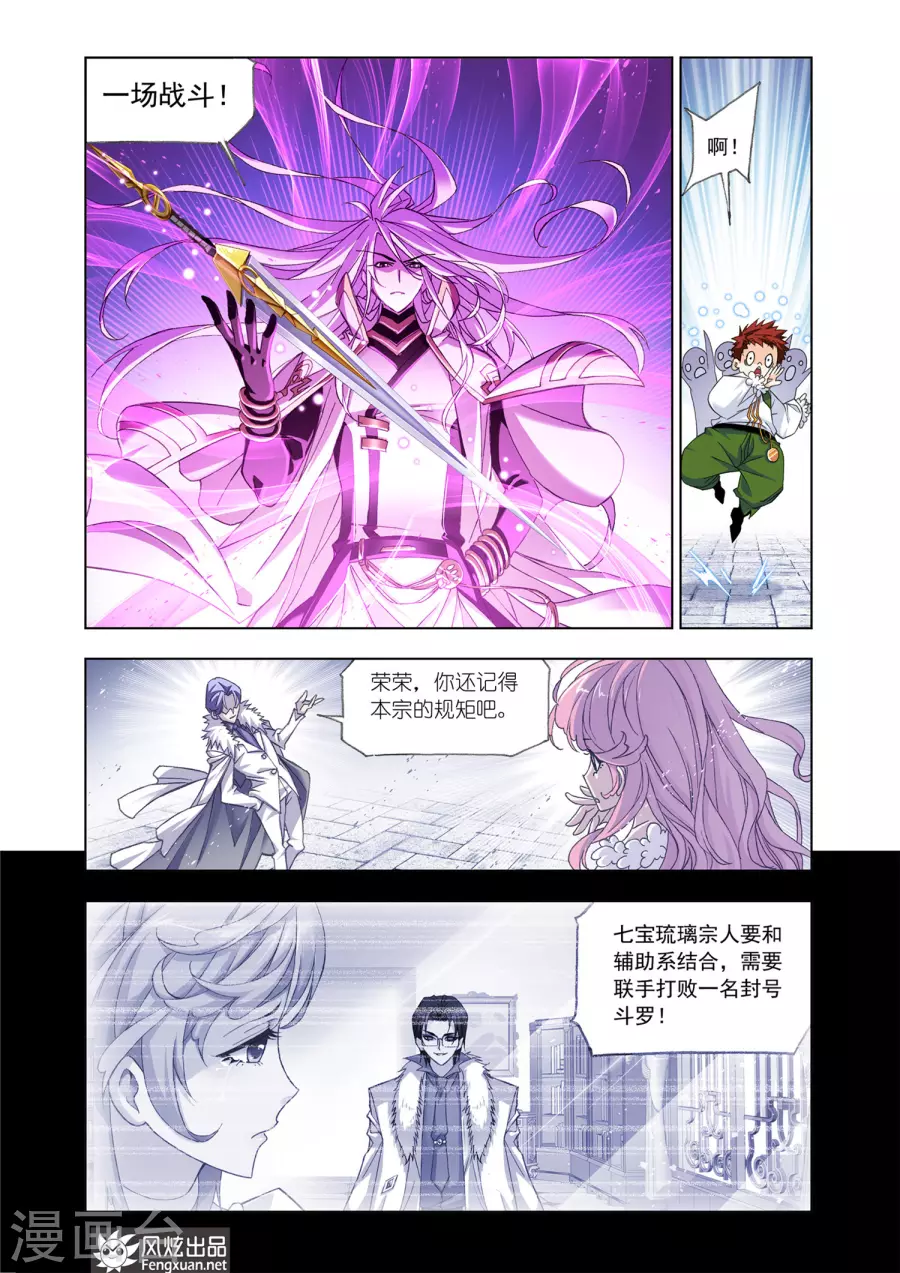 一场战斗！
啊！
荣荣，你还记得
本宗的规矩吧。
七宝琉璃宗人要和
辅助系结合，需要
联手打败一名封号
斗罗！
漫画台
风炫出品
Fengxuan.net